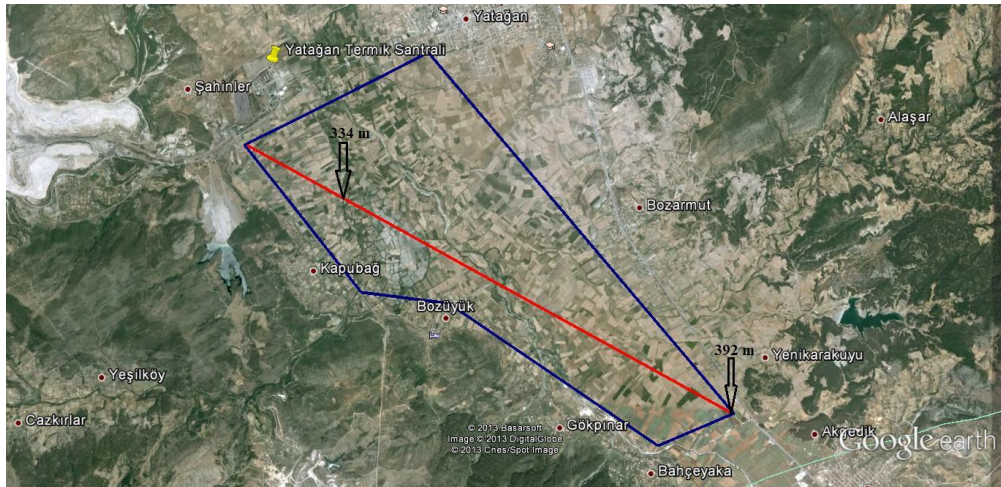 Yatağan
Yatağan Termik Santrali
Şahinler
Alaşar
334 m
Bozarmut
Kapubağ
Bozüyük
392 m
Yenikarakuyu
Yeşilköy
Cazkırlar
Gökpınar
Akgedik
© 2013 Basarsoft
Image © 2013 DigitalGlobe
© 2013 Cnes/Spot Image
Google earth
Bahçeyaka